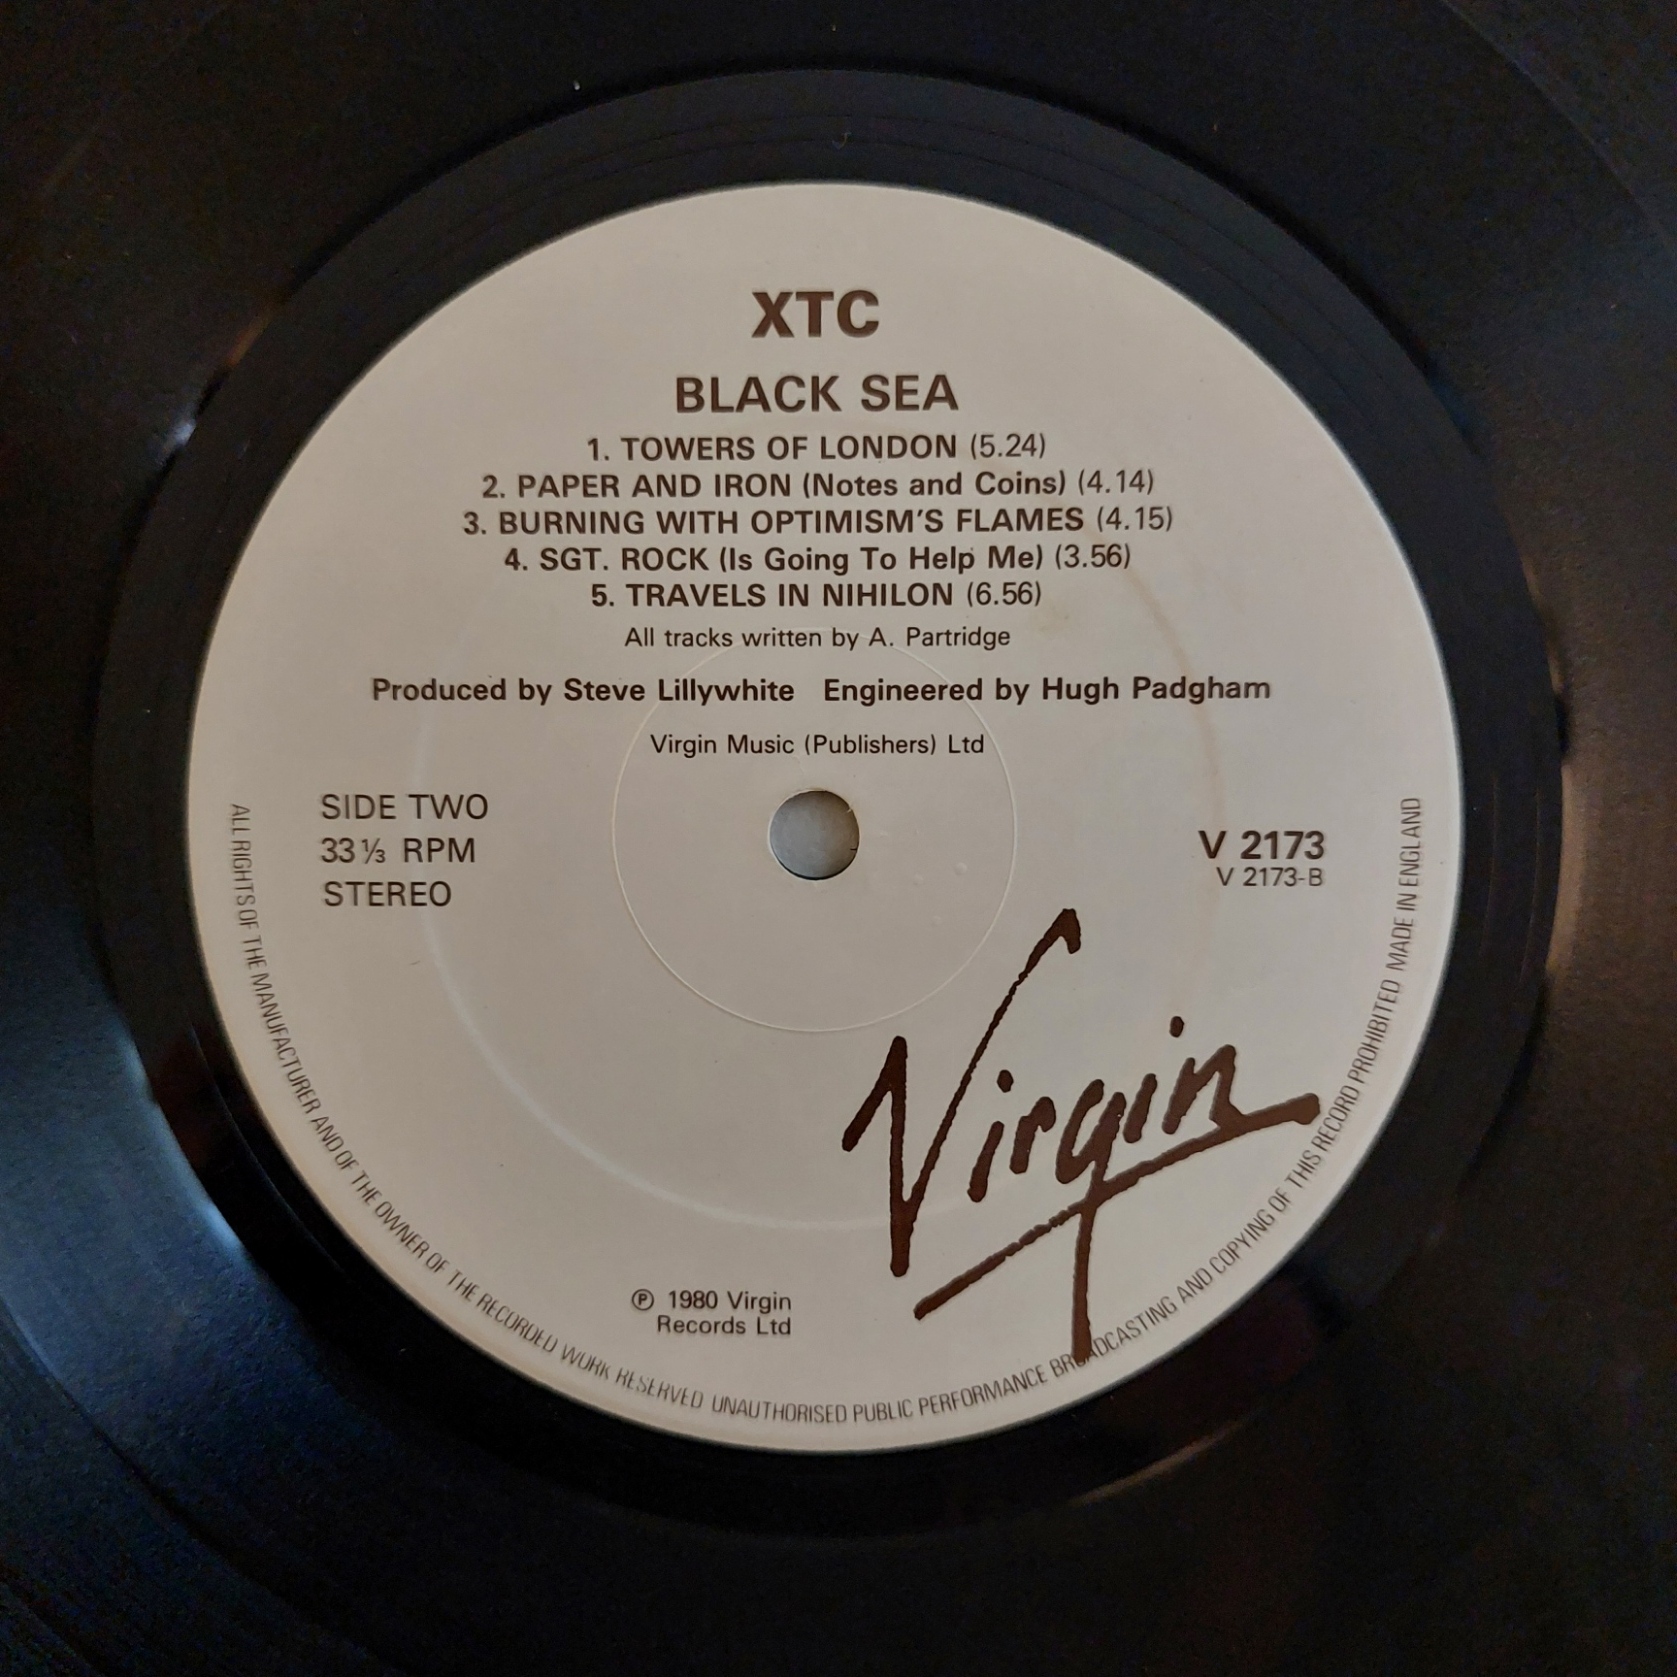 XTC
BLACK SEA
1. TOWERS OF LONDON (5.24)
2. PAPER AND IRON (Notes and Coins) (4.14)
3. BURNING WITH OPTIMISM'S FLAMES (4.15)
4. SGT. ROCK (Is Going To Help Me) (3.56)
5. TRAVELS IN NIHILON (6.56)
All tracks written by A. Partridge
Produced by Steve Lillywhite Engineered by Hugh Padgham
Virgin Music (Publishers) Ltd
SIDE TWO
33⅓ RPM
STEREO
V 2173
V 2173-B
Virgin
℗ 1980 Virgin
Records Ltd
ALL RIGHTS OF THE MANUFACTURER AND OF THE OWNER OF THE RECORDED WORK RESERVED UNAUTHORISED PUBLIC PERFORMANCE BROADCASTING AND COPYING OF THIS RECORD PROHIBITED MADE IN ENGLAND